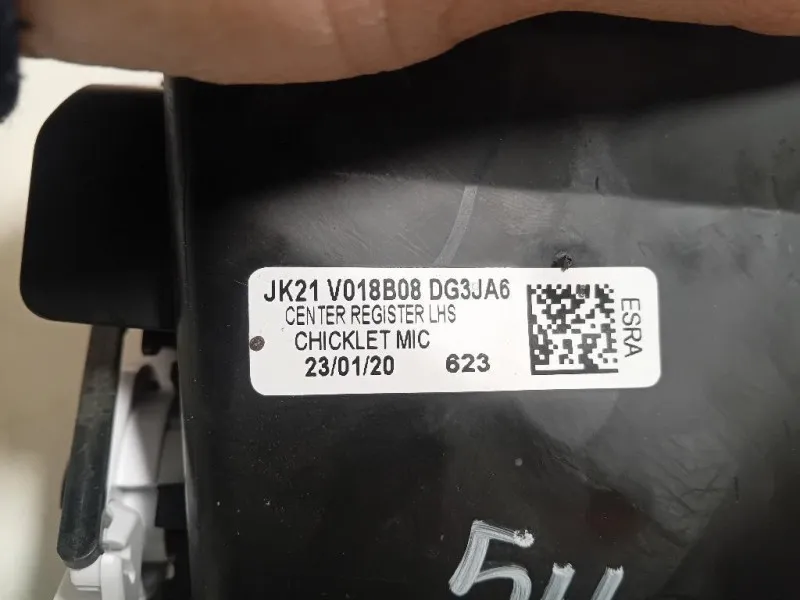 JK21 V018B08 DG3JA6
CENTER REGISTER LHS
CHICKLET MIC
23/01/20 623
ESRA